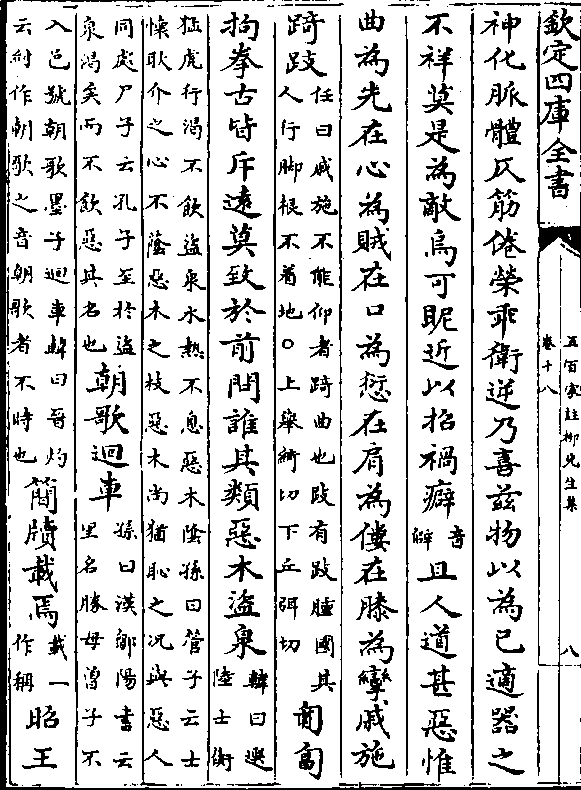 欽定四庫全書
五百家註柳先生集
卷十八
八
神化脈體仄筋倦榮乖衛逆乃喜兹物以為已適器之
不祥莫是為敵烏可昵近以招禍癖音僻且人道甚惡惟
曲為先在心為賊在口為愆在肩為僂在膝為攣戚施
踦跂任曰戚施不能仰者踦曲也跂有跂腫國其人行脚根不着地○上舉綺切下丘弭切匍匐
拘拳古皆斥遠莫致於前問誰其類惡木盜泉韓曰選陸士衡
猛虎行渴不飲盜泉水熱不息惡木陰孫曰管子云士懷耿介之心不蔭惡木之枝惡木尚猶恥之況與惡人
同處尸子云孔子至於盜泉渴矣而不飲惡其名也朝歌迴車孫曰漢鄒陽書云里名勝母曾子不
入邑號朝歌墨子迴車韓曰晉灼云紂作朝歌之音朝歌者不時也簡牘載焉載一作稱昭王